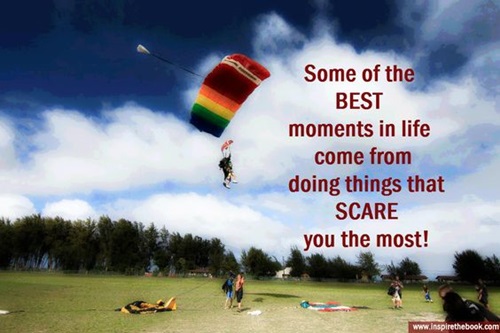 Some of the
BEST
moments in life
come from
doing things that
SCARE
you the most!
www.inspirethebook.com